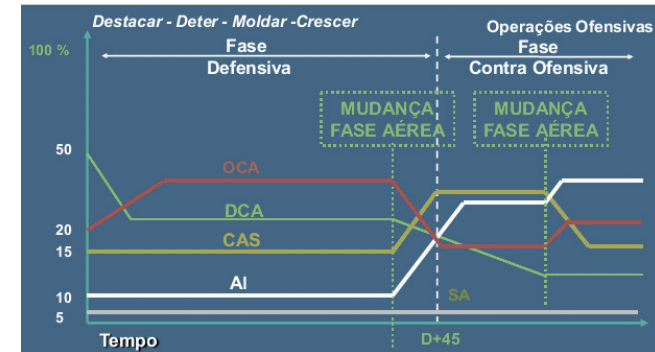 Destacar - Deter - Moldar -Crescer
Operações Ofensivas
100 %
Fase
Defensiva
Fase
Contra Ofensiva
MUDANÇA
FASE AÉREA
MUDANÇA
FASE AÉREA
50
OCA
DCA
20
CAS
15
AI
10
SA
5
Tempo
D+45